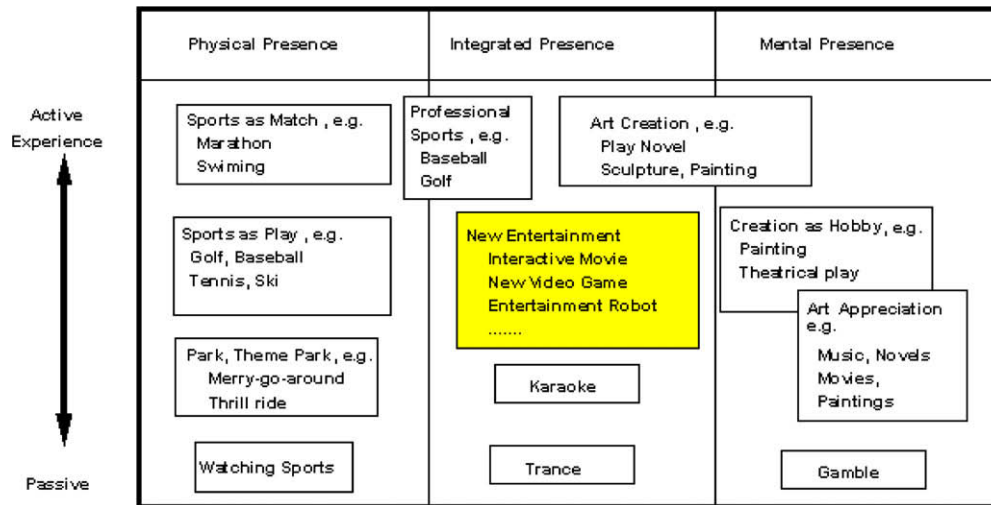 Physical Presence
Integrated Presence
Mental Presence
Active
Experience
Passive
Sports as Match , e.g.
Marathon
Swiming
Professional
Sports , e.g.
Baseball
Golf
Art Creation , e.g.
Play Novel
Sculpture, Painting
Sports as Play , e.g.
Golf, Baseball
Tennis, Ski
New Entertainment
Interactive Movie
New Video Game
Entertainment Robot
.......
Creation as Hobby, e.g.
Painting
Theatrical play
Art Appreciation
e.g.
Music, Novels
Movies,
Paintings
Park, Theme Park, e.g.
Merry-go-around
Thrill ride
Karaoke
Watching Sports
Trance
Gamble